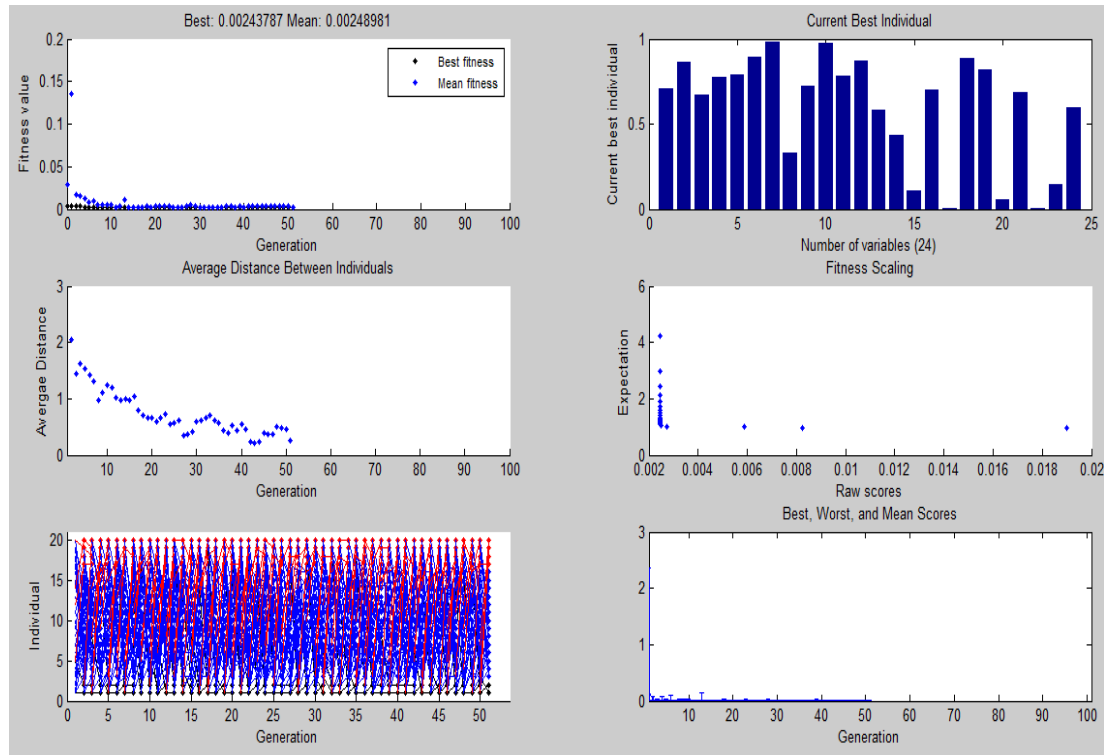 Best: 0.00243787 Mean: 0.00248981
Fitness value
0.2
0.15
0.1
0.05
0
Best fitness
Mean fitness
0 10 20 30 40 50 60 70 80 90 100
Generation
Current Best Individual
Current best individual
1
0.5
0
0 5 10 15 20 25
Number of variables (24)
Average Distance Between Individuals
Avergae Distance
3
2
1
0
10 20 30 40 50 60 70 80 90 100
Generation
Fitness Scaling
Expectation
6
4
2
0
0.002 0.004 0.006 0.008 0.01 0.012 0.014 0.016 0.018 0.02
Raw scores
Individual
20
15
10
5
0
0 5 10 15 20 25 30 35 40 45 50
Generation
Best, Worst, and Mean Scores
3
2
1
0
10 20 30 40 50 60 70 80 90 100
Generation